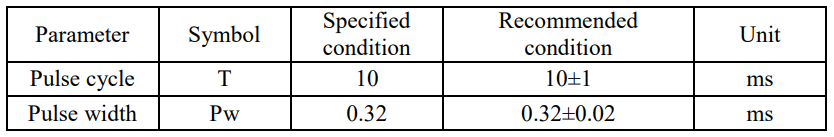 Parameter Symbol Specified condition Recommended condition Unit
Pulse cycle T 10 10±1 ms
Pulse width Pw 0.32 0.32±0.02 ms